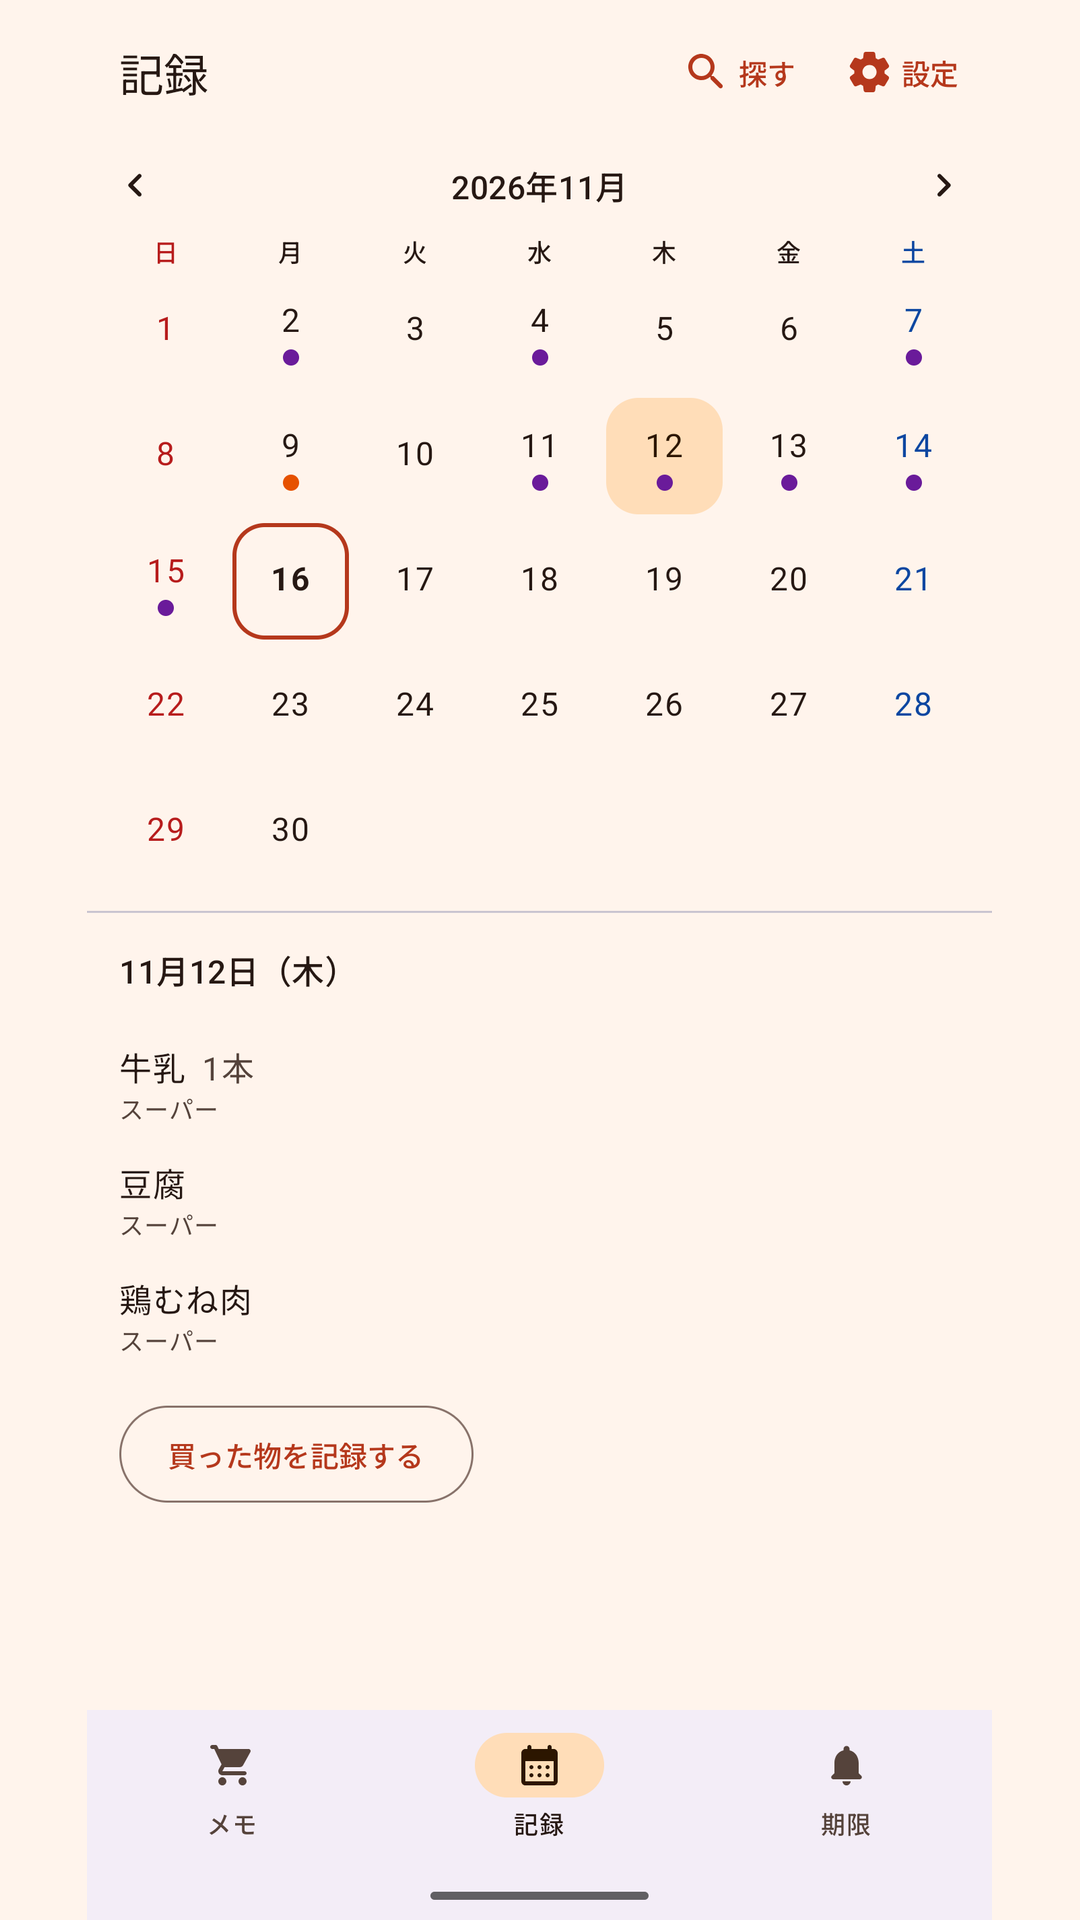 記録 探す 設定
2026年11月
日 月 火 水 木 金 土
1 2 3 4 5 6 7
8 9 10 11 12 13 14
15 16 17 18 19 20 21
22 23 24 25 26 27 28
29 30
11月12日（木）
牛乳 1本
スーパー
豆腐
スーパー
鶏むね肉
スーパー
買った物を記録する
メモ 記録 期限